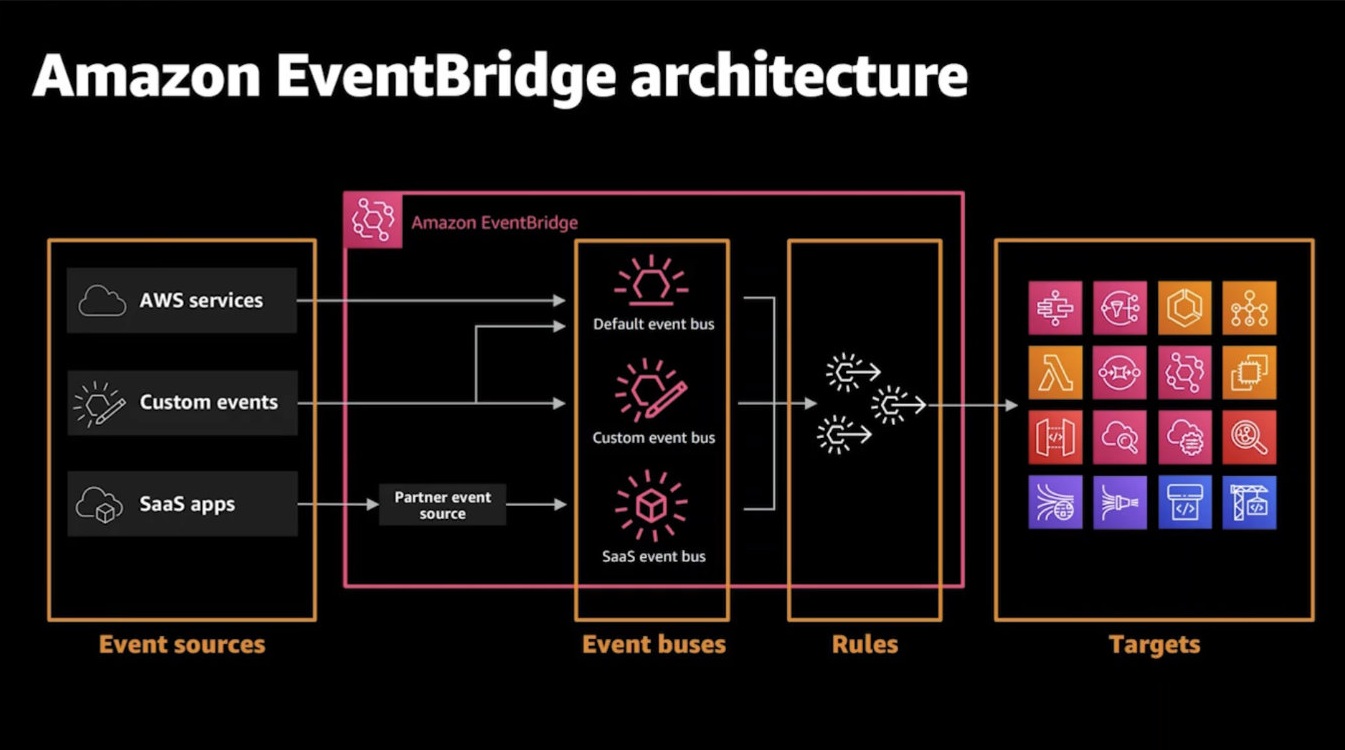 Amazon EventBridge architecture
Amazon EventBridge
AWS services
Custom events
SaaS apps
Partner event
source
Default event bus
Custom event bus
SaaS event bus
Event sources
Event buses
Rules
Targets